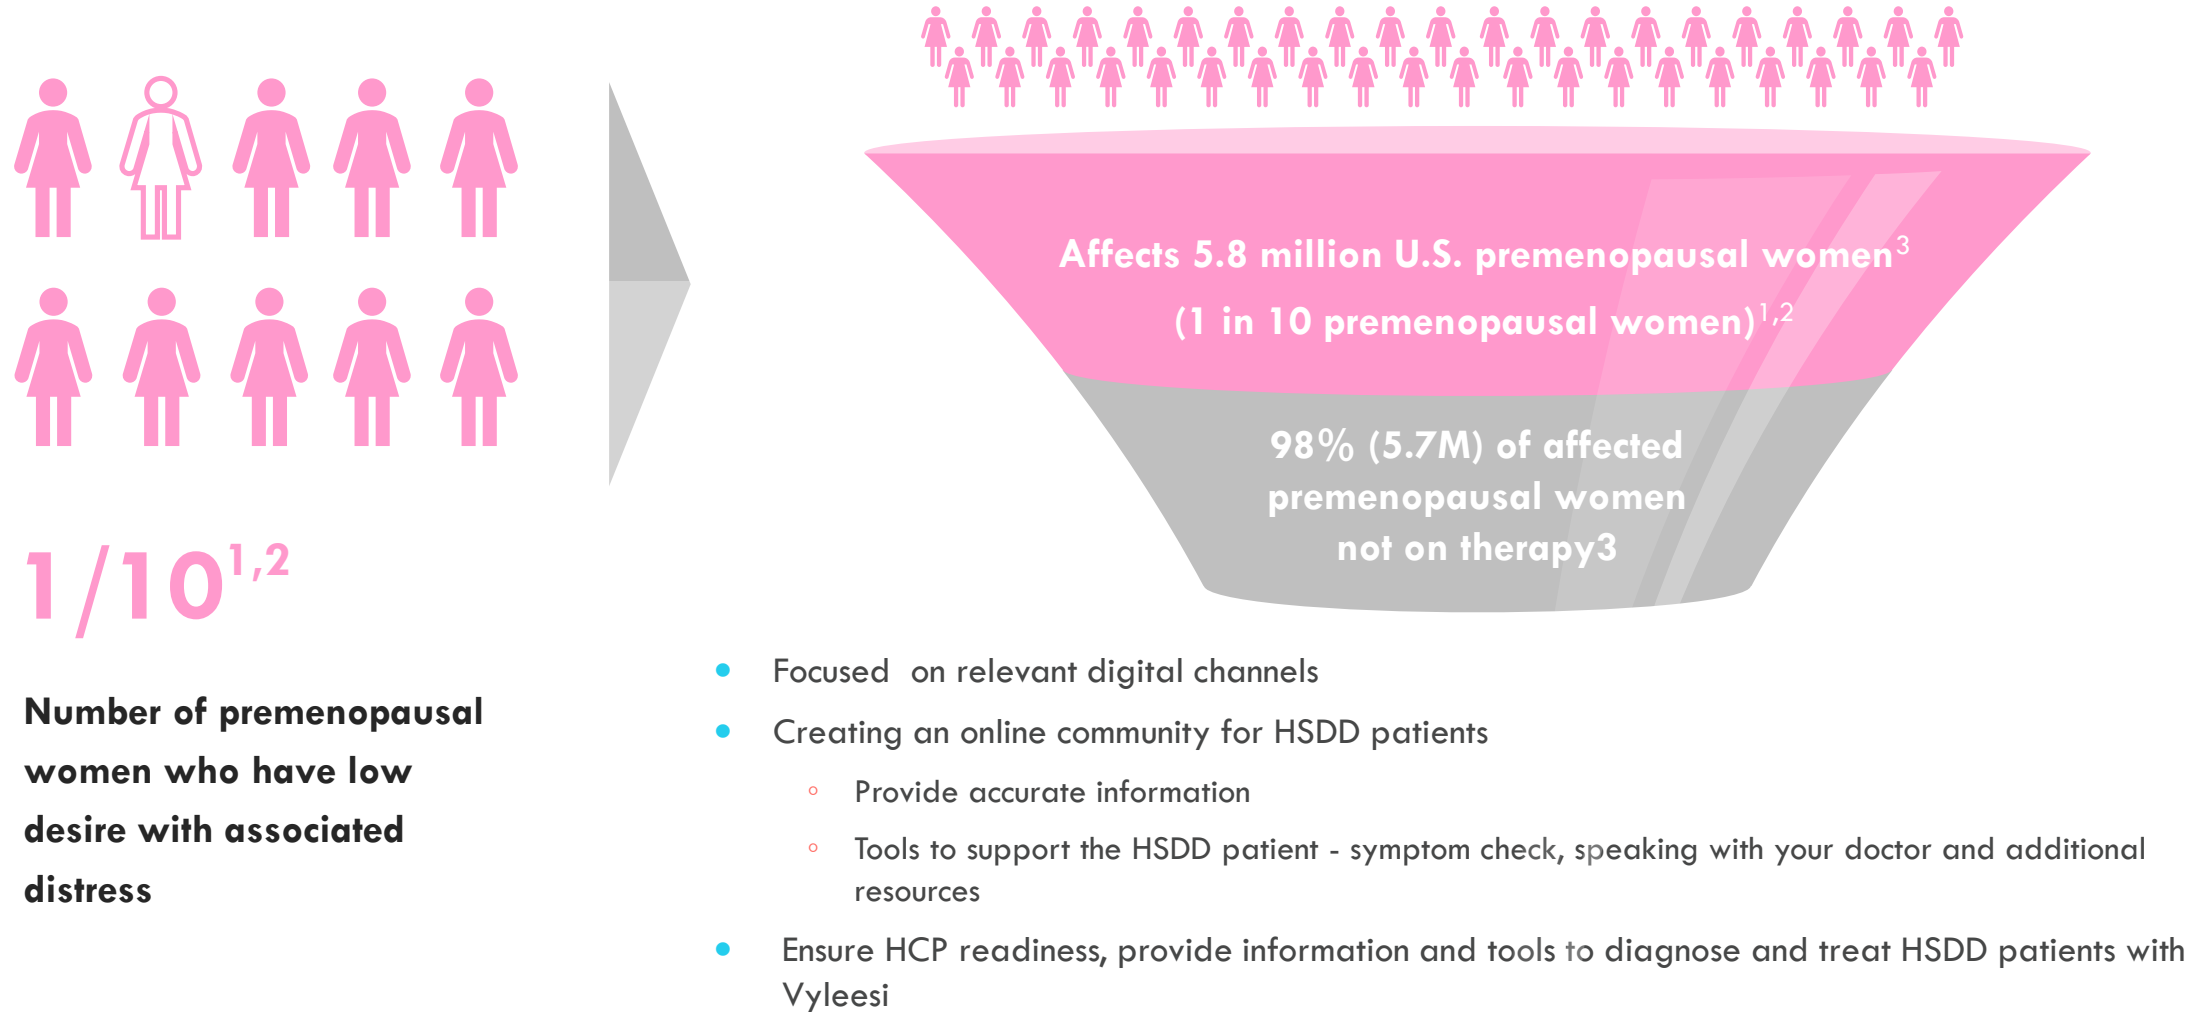 1/101,2
Number of premenopausal
women who have low
desire with associated
distress
Affects 5.8 million U.S. premenopausal women3
(1 in 10 premenopausal women)1,2
98% (5.7M) of affected
premenopausal women
not on therapy3
• Focused on relevant digital channels
• Creating an online community for HSDD patients
◦ Provide accurate information
◦ Tools to support the HSDD patient - symptom check, speaking with your doctor and additional
resources
• Ensure HCP readiness, provide information and tools to diagnose and treat HSDD patients with
Vyleesi